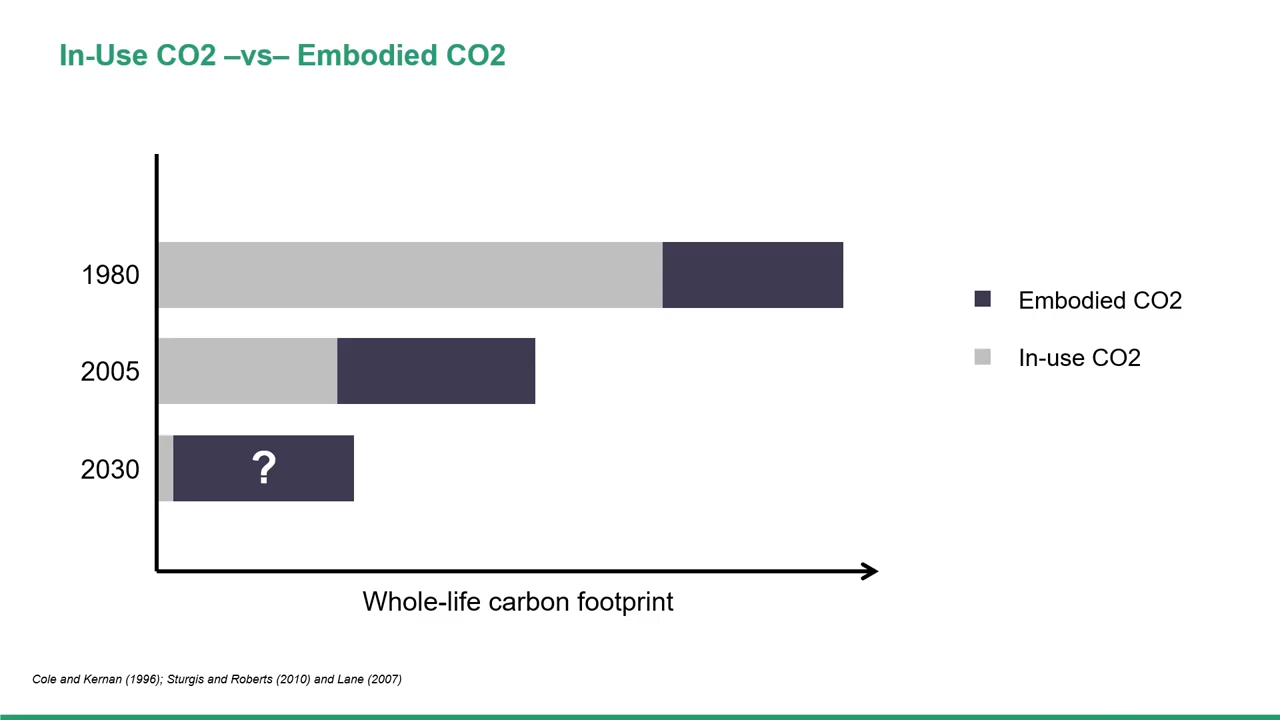 In-Use CO2 –vs– Embodied CO2
1980
2005
2030
?
Embodied CO2
In-use CO2
Whole-life carbon footprint
Cole and Kernan (1996); Sturgis and Roberts (2010) and Lane (2007)